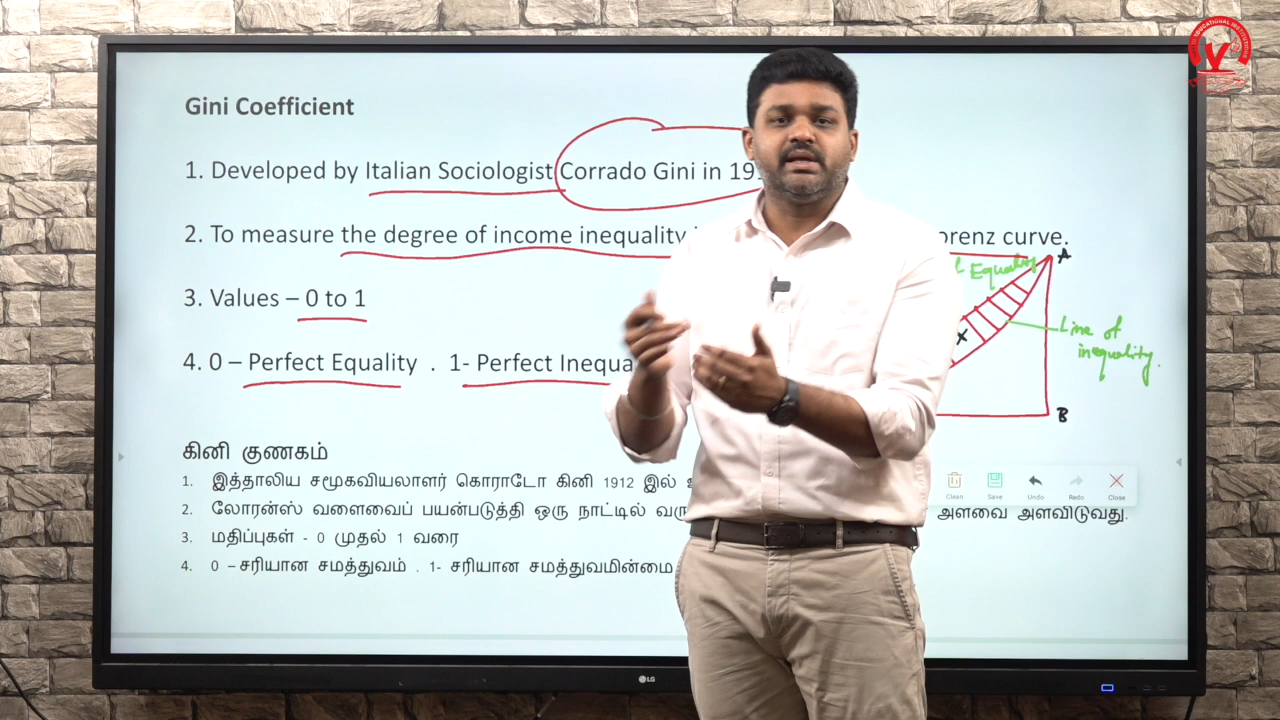 Gini Coefficient
1. Developed by Italian Sociologist Corrado Gini in 19
2. To measure the degree of income inequality orenz curve.
A
Equality
3. Values – 0 to 1
X
Line of
inequality.
4. 0 – Perfect Equality . 1- Perfect Inequa
B
கினி குணகம்
1. இத்தாலிய சமூகவியலாளர் கொராடோ கினி 1912 இல்
Clean Save Undo Redo Close
2. லோரன்ஸ் வளைவைப் பயன்படுத்தி ஒரு நாட்டில் வரு அளவை அளவிடுவது.
3. மதிப்புகள் - 0 முதல் 1 வரை
4. 0 – சரியான சமத்துவம் . 1- சரியான சமத்துவமின்மை
LG